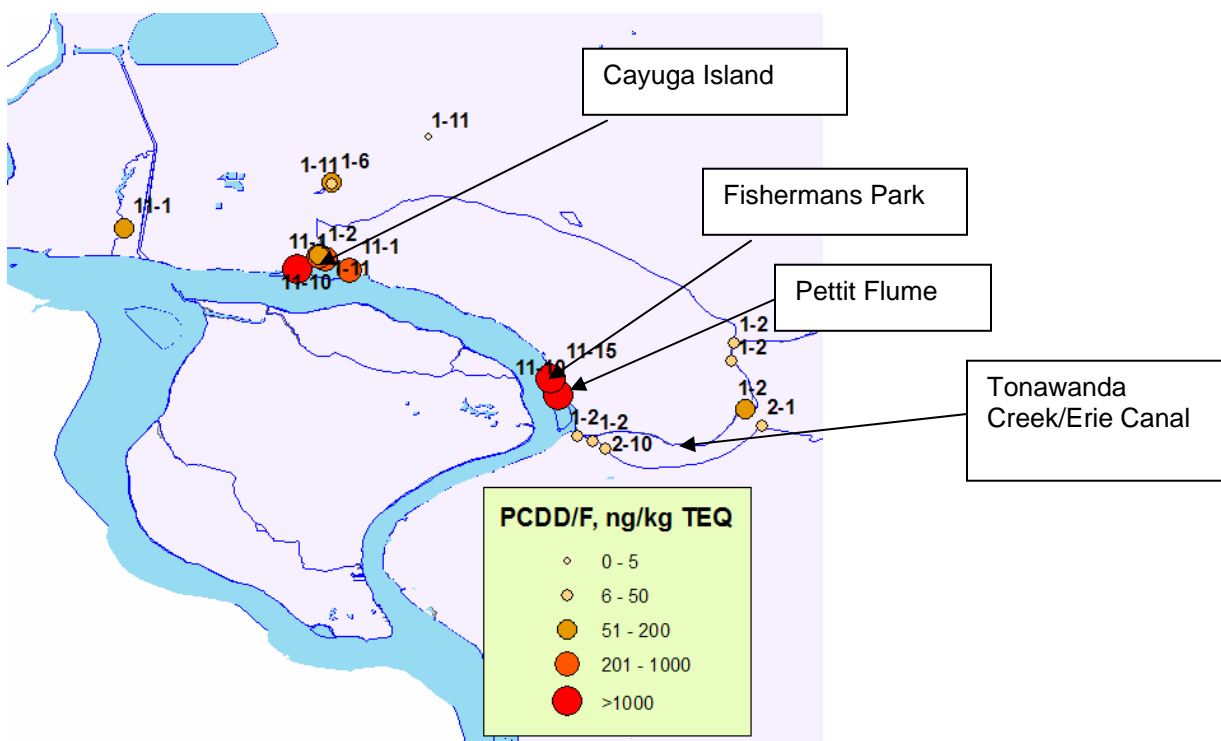 Cayuga Island
1-11
1-11 1-6
Fishermans Park
11-1
1-2
11-1
11-1
1-11
11-10
Pettit Flume
1-2
11-15
1-2
Tonawanda
Creek/Erie Canal
1-2
2-1
1-2
1-2
2-10
PCDD/F, ng/kg TEQ
0 - 5
6 - 50
51 - 200
201 - 1000
>1000